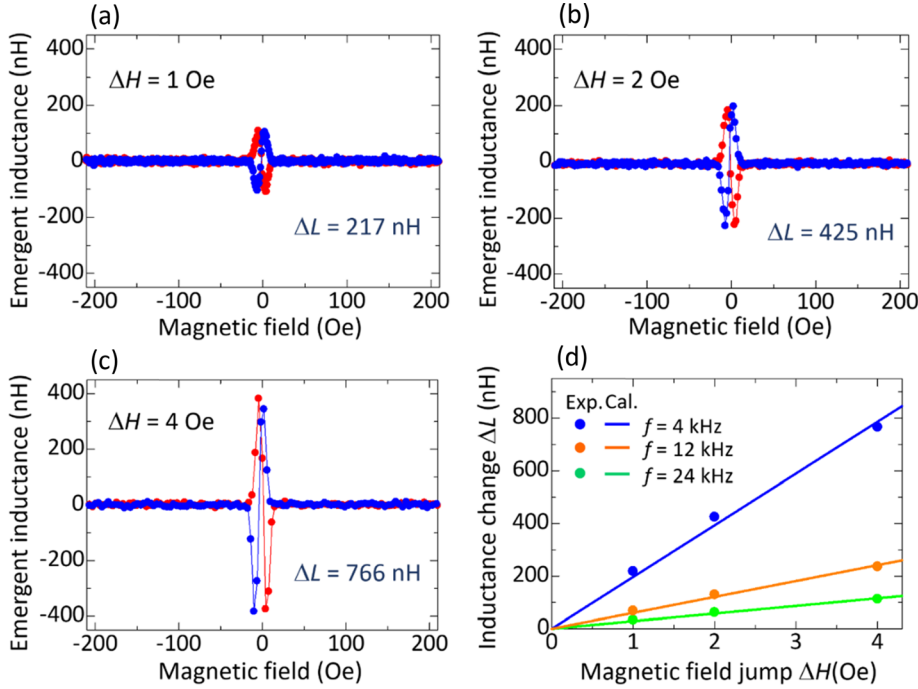 (a)
Emergent inductance (nH)
400
200
0
-200
-400
ΔH = 1 Oe
ΔL = 217 nH
-200 -100 0 100 200
Magnetic field (Oe)
(b)
Emergent inductance (nH)
400
200
0
-200
-400
ΔH = 2 Oe
ΔL = 425 nH
-200 -100 0 100 200
Magnetic field (Oe)
(c)
Emergent inductance (nH)
400
200
0
-200
-400
ΔH = 4 Oe
ΔL = 766 nH
-200 -100 0 100 200
Magnetic field (Oe)
(d)
Inductance change ΔL (nH)
800
600
400
200
0
Exp. Cal.
f = 4 kHz
f = 12 kHz
f = 24 kHz
0 1 2 3 4
Magnetic field jump ΔH(Oe)